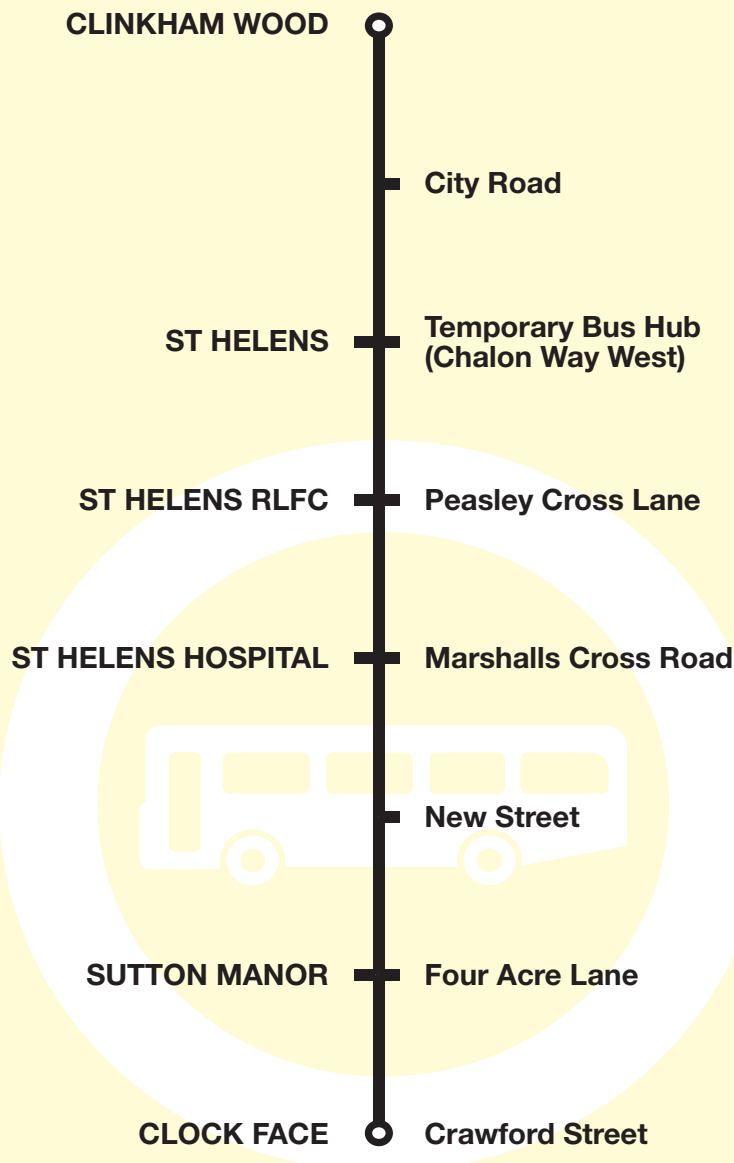 CLINKHAM WOOD
City Road
ST HELENS
Temporary Bus Hub
(Chalon Way West)
ST HELENS RLFC
Peasley Cross Lane
ST HELENS HOSPITAL
Marshalls Cross Road
New Street
SUTTON MANOR
Four Acre Lane
CLOCK FACE
Crawford Street